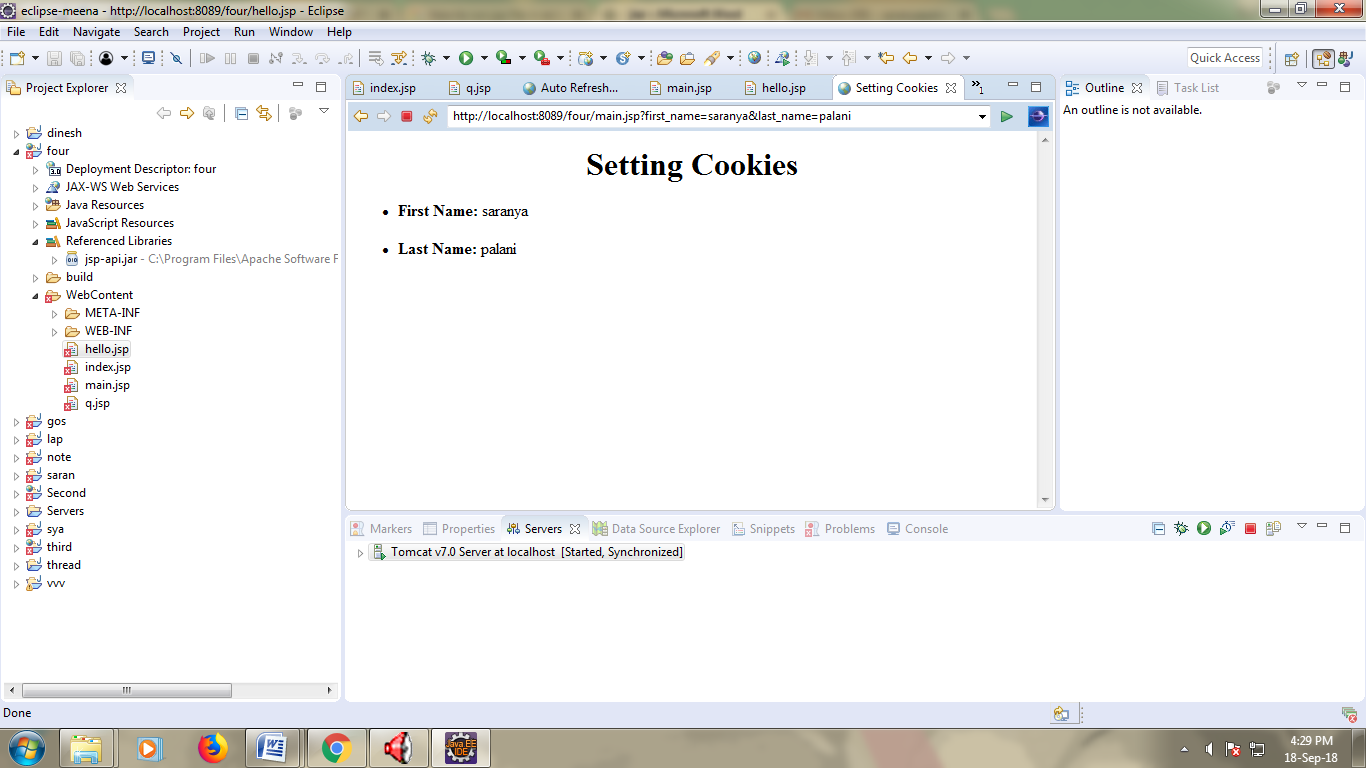 eclipse-meena - http://localhost:8089/four/hello.jsp - Eclipse
File Edit Navigate Search Project Run Window Help
Quick Access
Project Explorer
index.jsp q.jsp Auto Refresh... main.jsp hello.jsp Setting Cookies 1
Outline Task List
http://localhost:8089/four/main.jsp?first_name=saranya&last_name=palani
An outline is not available.
dinesh
four
Deployment Descriptor: four
JAX-WS Web Services
Java Resources
JavaScript Resources
Referenced Libraries
jsp-api.jar - C:\Program Files\Apache Software F
build
WebContent
META-INF
WEB-INF
hello.jsp
index.jsp
main.jsp
q.jsp
gos
lap
note
saran
Second
Servers
sya
third
thread
vvv
Setting Cookies
• First Name: saranya
• Last Name: palani
Markers Properties Servers Data Source Explorer Snippets Problems Console
Tomcat v7.0 Server at localhost [Started, Synchronized]
Done
Java EE
IDE
4:29 PM
18-Sep-18